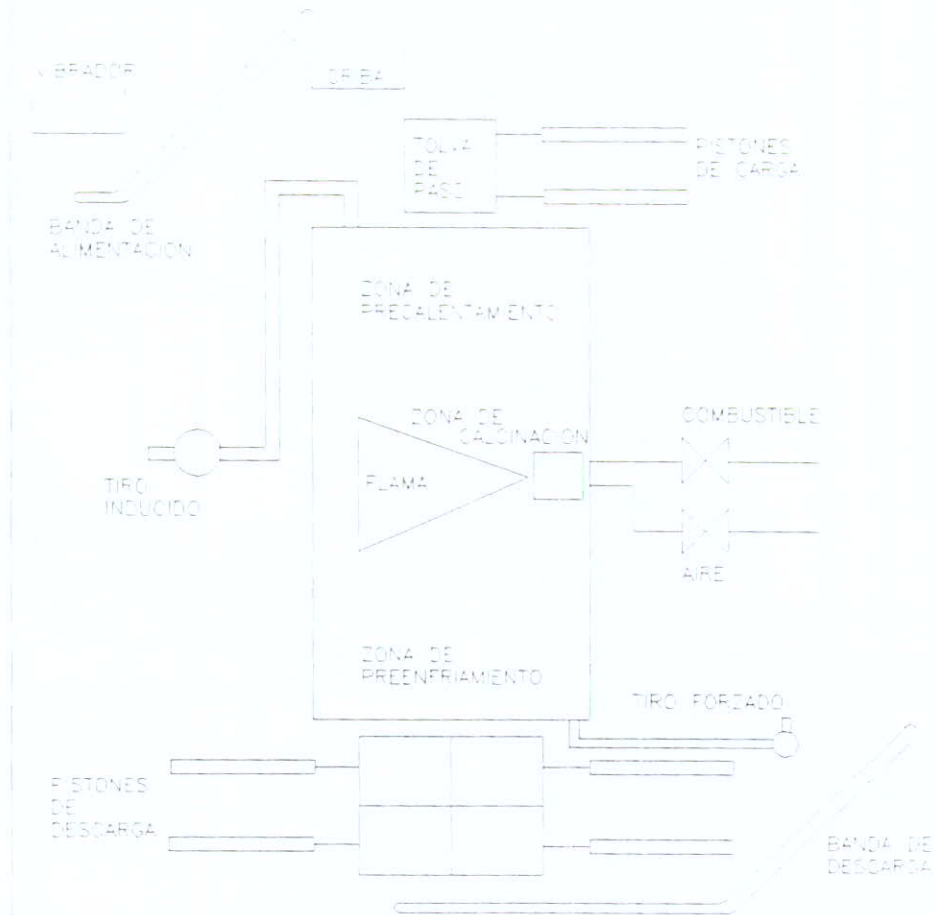 VIBRADOR
CRIBA
TOLVA
DE
PASO
PISTONES
DE CARGA
BANDA DE
ALIMENTACION
ZONA DE
PRECALENTAMIENTO
ZONA DE
CALCINACION
COMBUSTIBLE
FLAMA
TIRO
INDUCIDO
AIRE
ZONA DE
PREENFRIAMIENTO
TIRO FORZADO
PISTONES
DE
DESCARGA
BANDA DE
DESCARGA